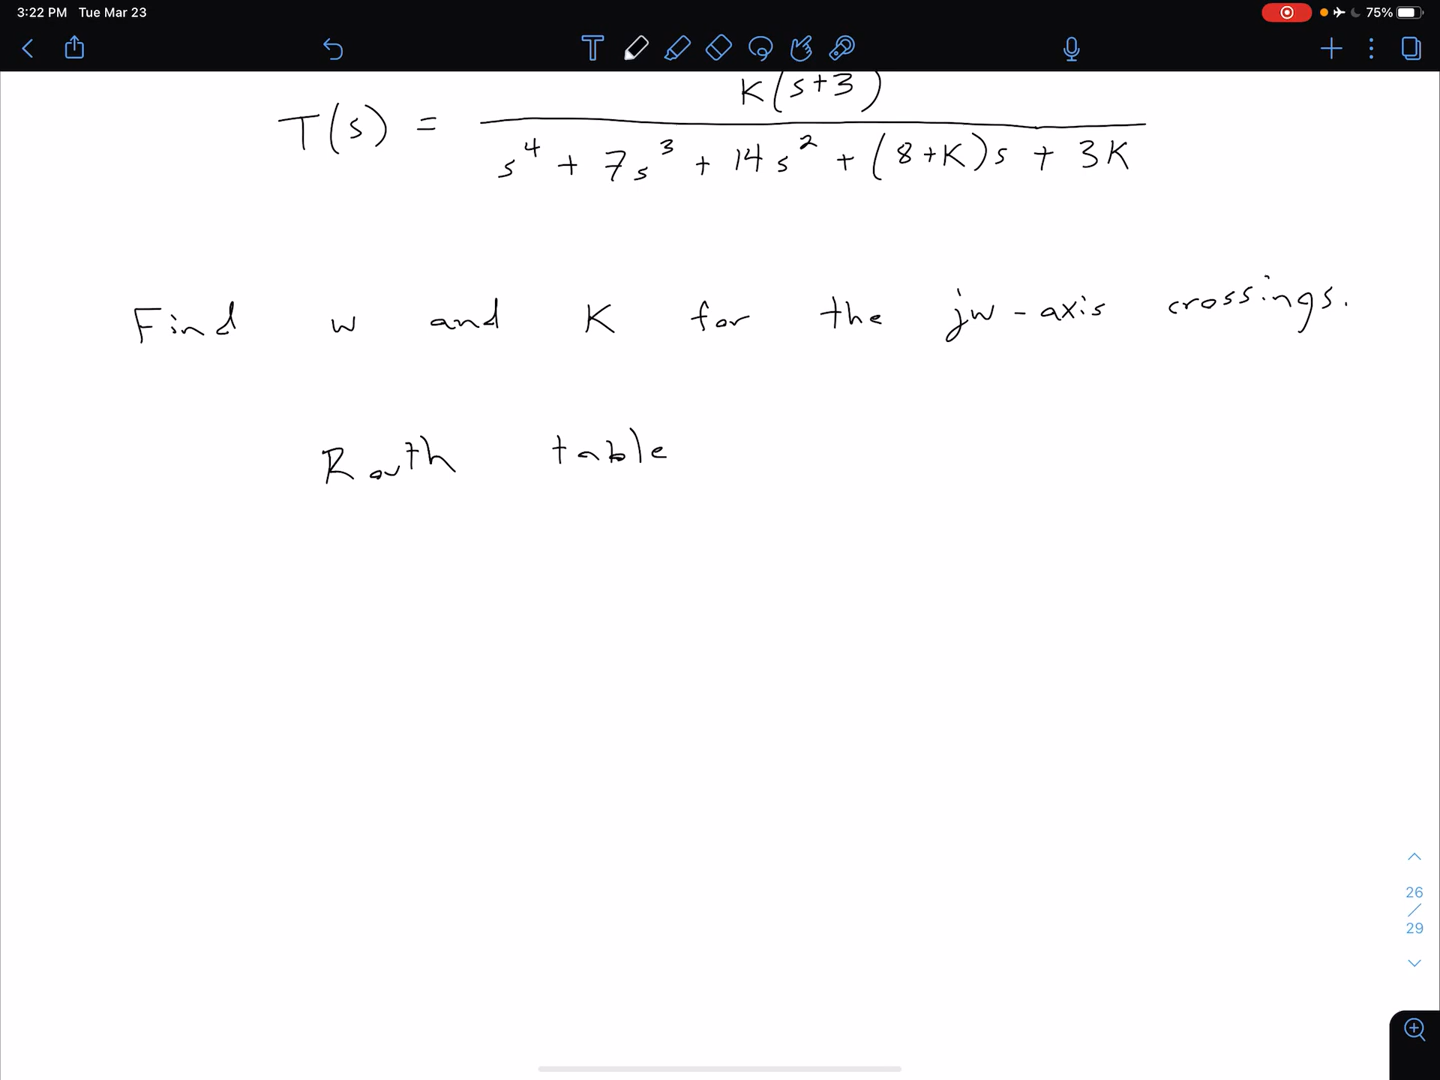 3:22 PM Tue Mar 23
75%
T
K(s+3)
T(s) =
s⁴ + 7s³ + 14s² + (8+K)s + 3K
Find w and K for the jw-axis crossings.
Routh table
26
/
29